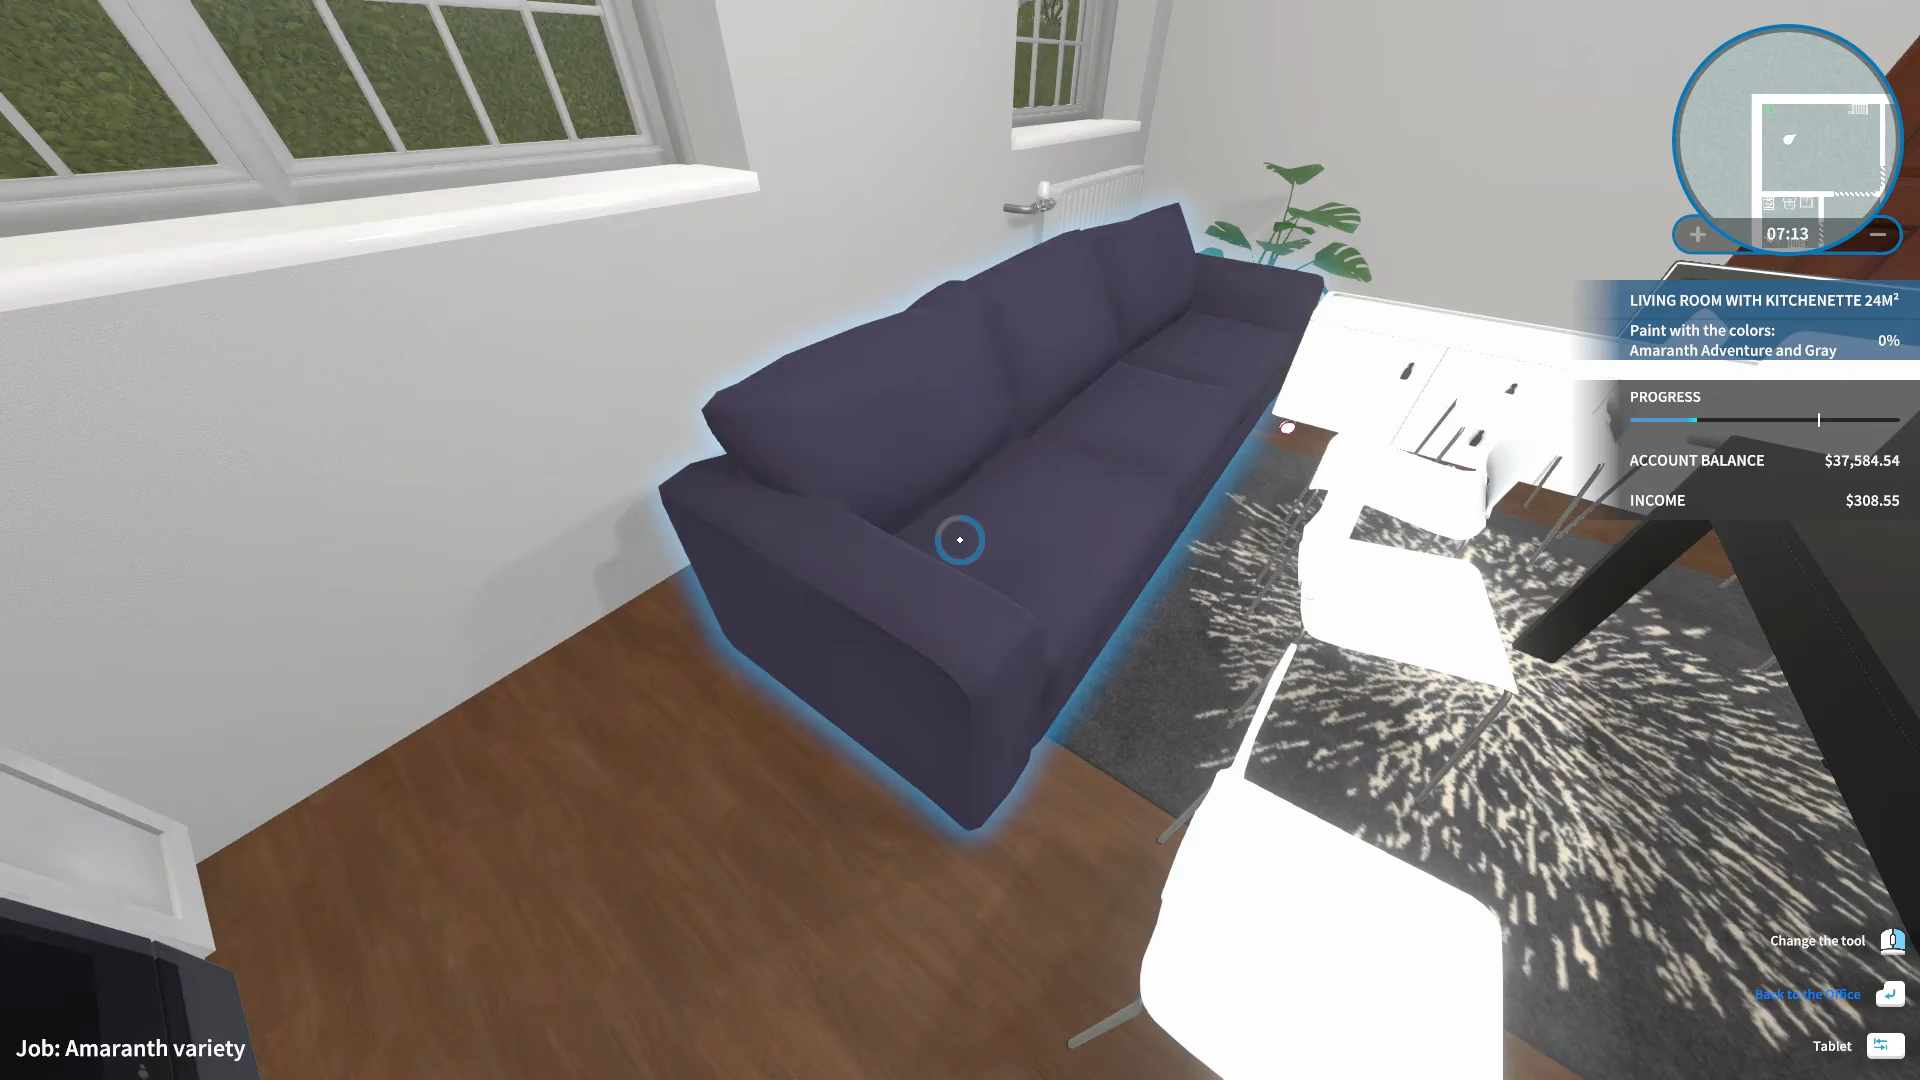 07:13
LIVING ROOM WITH KITCHENETTE 24M²
Paint with the colors:
Amaranth Adventure and Gray
0%
PROGRESS
ACCOUNT BALANCE $37,584.54
INCOME $308.55
Change the tool
Back to the Office
Tablet
Job: Amaranth variety